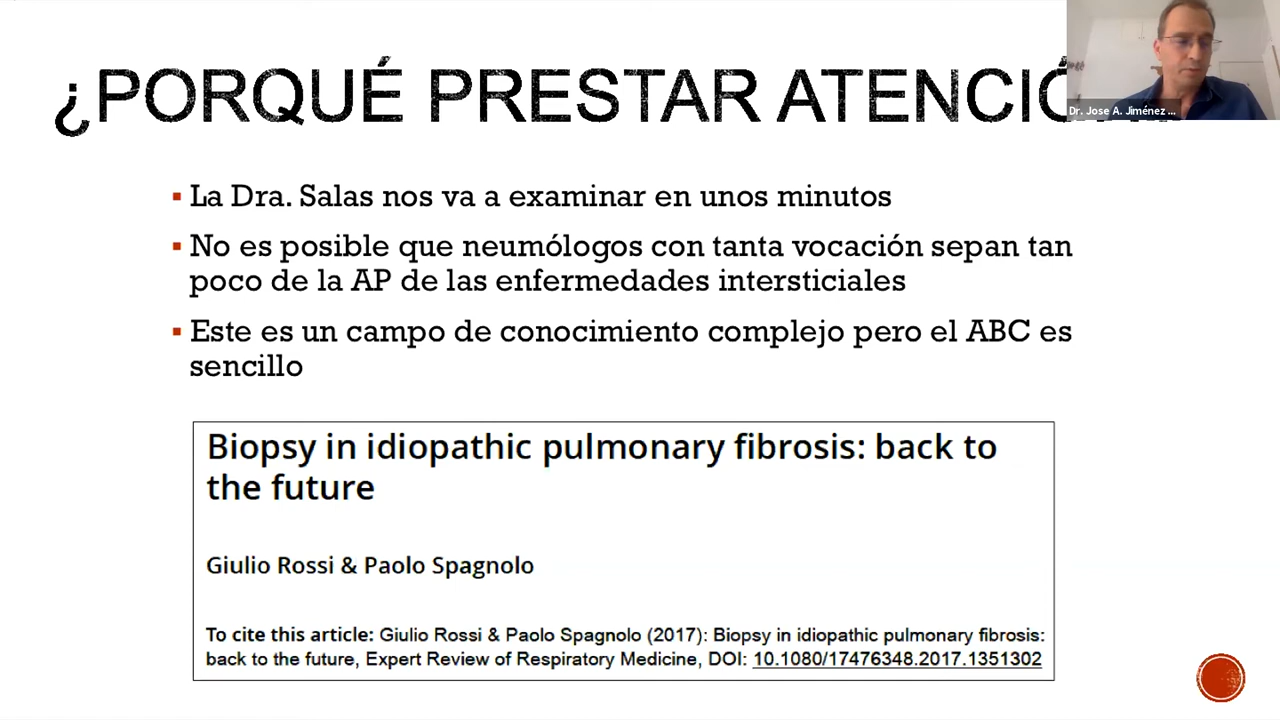 ¿PORQUÉ PRESTAR ATENCIÓ
Dr. Jose A. Jiménez ...
▪ La Dra. Salas nos va a examinar en unos minutos
▪ No es posible que neumólogos con tanta vocación sepan tan
poco de la AP de las enfermedades intersticiales
▪ Este es un campo de conocimiento complejo pero el ABC es
sencillo
Biopsy in idiopathic pulmonary fibrosis: back to
the future
Giulio Rossi & Paolo Spagnolo
To cite this article: Giulio Rossi & Paolo Spagnolo (2017): Biopsy in idiopathic pulmonary fibrosis:
back to the future, Expert Review of Respiratory Medicine, DOI: 10.1080/17476348.2017.1351302